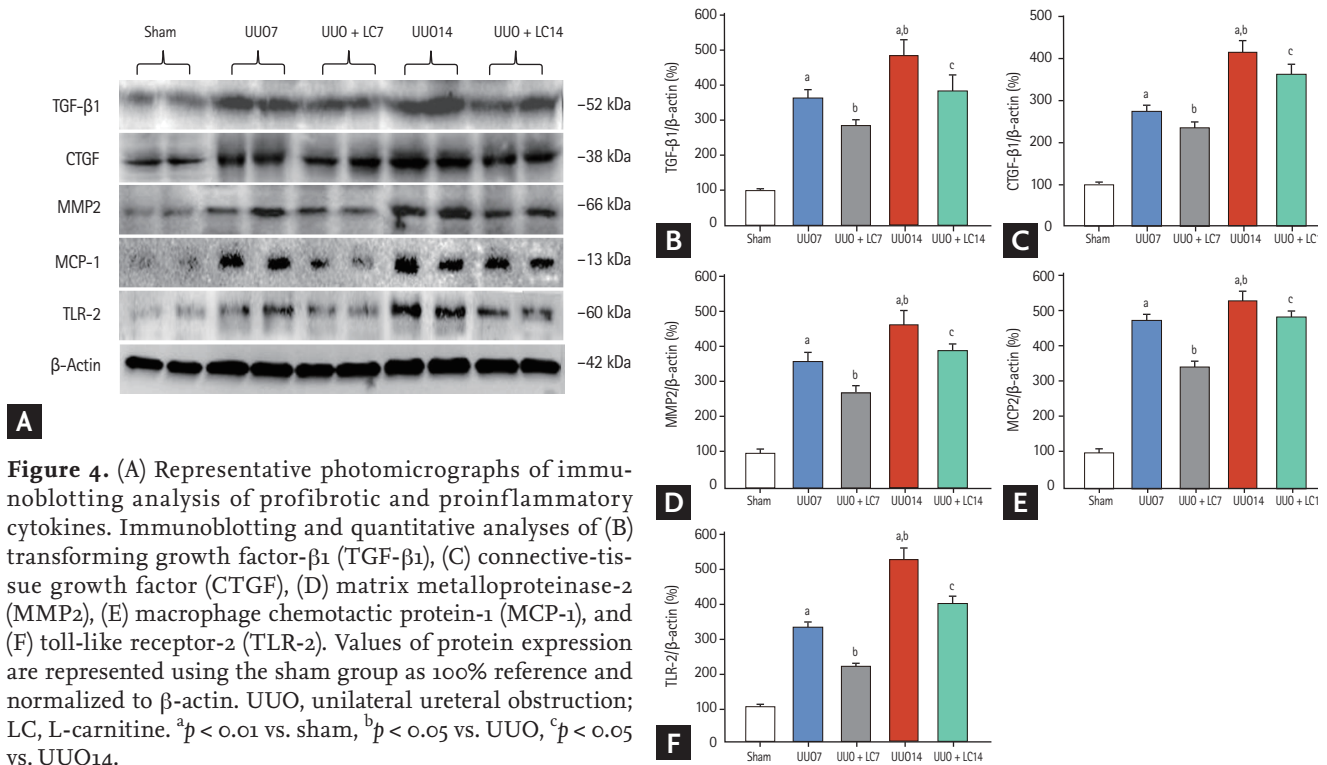 Sham UUO7 UUO + LC7 UUO14 UUO + LC14
TGF-β1 –52 kDa
CTGF –38 kDa
MMP2 –66 kDa
MCP-1 –13 kDa
TLR-2 –60 kDa
β-Actin –42 kDa
A
Figure 4. (A) Representative photomicrographs of immu-
noblotting analysis of profibrotic and proinflammatory
cytokines. Immunoblotting and quantitative analyses of (B)
transforming growth factor-β1 (TGF-β1), (C) connective-tis-
sue growth factor (CTGF), (D) matrix metalloproteinase-2
(MMP2), (E) macrophage chemotactic protein-1 (MCP-1), and
(F) toll-like receptor-2 (TLR-2). Values of protein expression
are represented using the sham group as 100% reference and
normalized to β-actin. UUO, unilateral ureteral obstruction;
LC, L-carnitine. ᵃp < 0.01 vs. sham, ᵇp < 0.05 vs. UUO, ᶜp < 0.05
vs. UUO14.
TGF-β1/β-actin (%)
600
500
400
300
200
100
0
a
b
a,b
c
Sham UUO7 UUO + LC7 UUO14 UUO + LC14
B
CTGF-β1/β-actin (%)
500
400
300
200
100
0
a
b
a,b
c
Sham UUO7 UUO + LC7 UUO14 UUO + LC1
C
MMP2/β-actin (%)
600
500
400
300
200
100
0
a
b
a,b
c
Sham UUO7 UUO + LC7 UUO14 UUO + LC14
D
MCP2/β-actin (%)
600
500
400
300
200
100
0
a
b
a,b
c
Sham UUO7 UUO + LC7 UUO14 UUO + LC1
E
TLR-2/β-actin (%)
600
500
400
300
200
100
0
a
b
a,b
c
Sham UUO7 UUO + LC7 UUO14 UUO + LC14
F